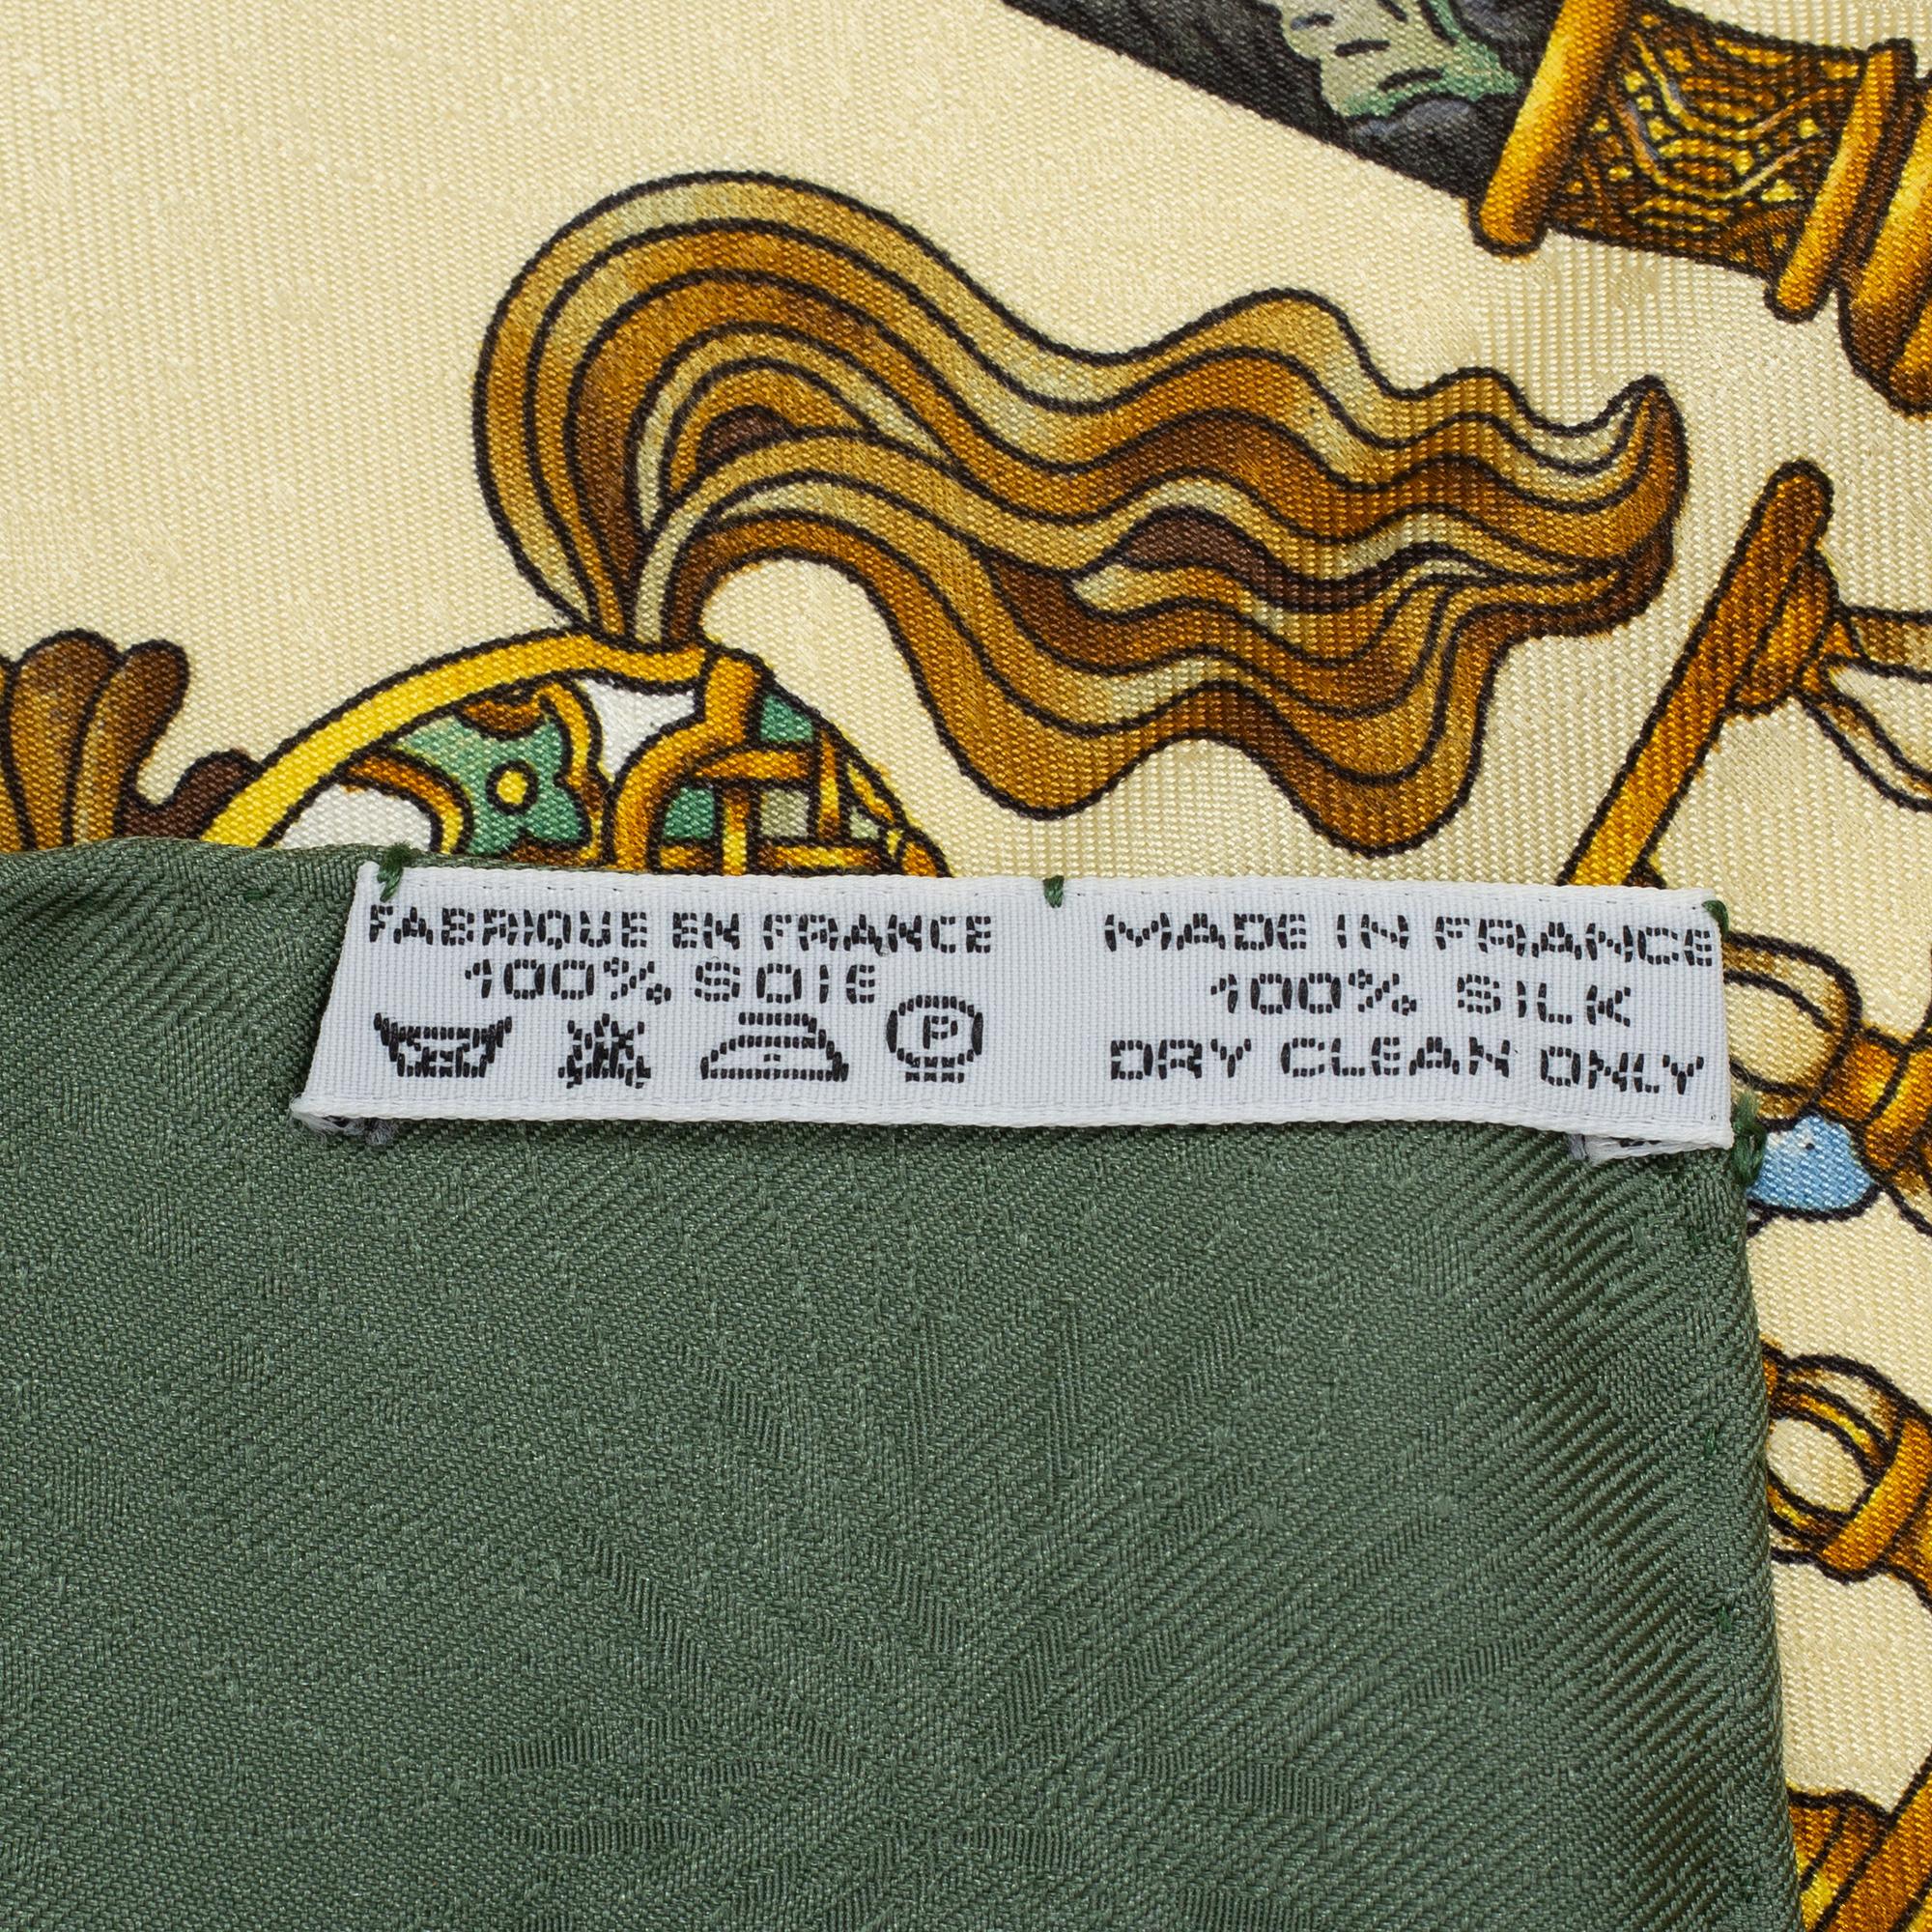 FABRIQUE EN FRANCE
100% SOIE
P
MADE IN FRANCE
100% SILK
DRY CLEAN ONLY